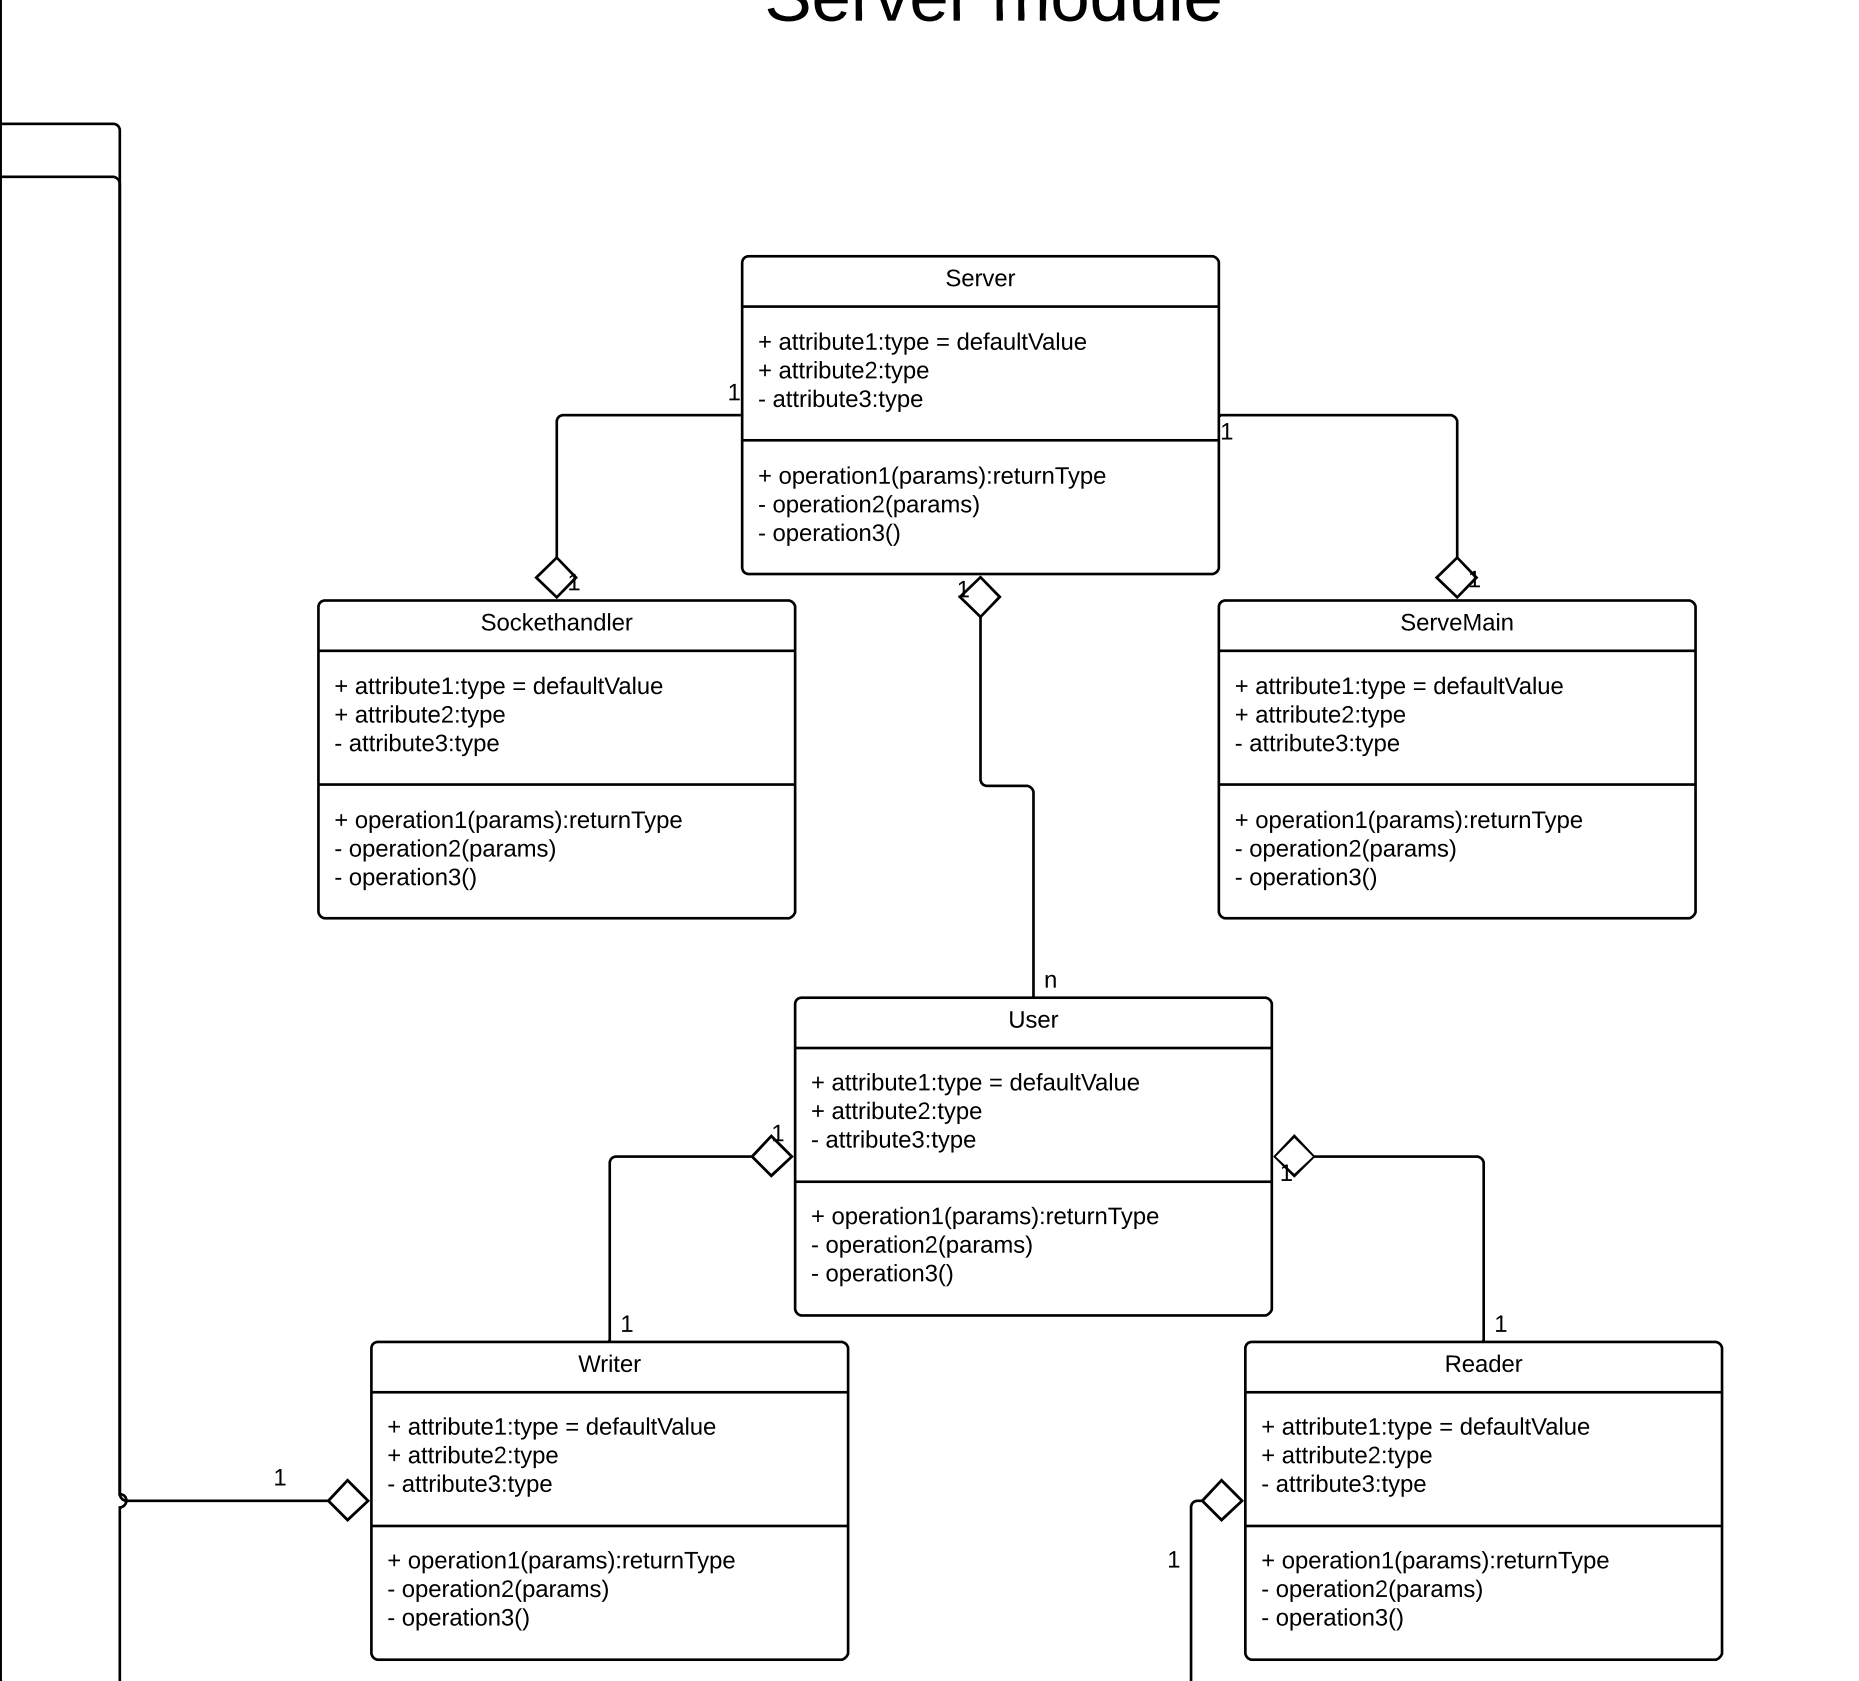 Server module
Server
+ attribute1:type = defaultValue
+ attribute2:type
- attribute3:type
+ operation1(params):returnType
- operation2(params)
- operation3()
1
1
1
1
1
Sockethandler
+ attribute1:type = defaultValue
+ attribute2:type
- attribute3:type
+ operation1(params):returnType
- operation2(params)
- operation3()
ServeMain
+ attribute1:type = defaultValue
+ attribute2:type
- attribute3:type
+ operation1(params):returnType
- operation2(params)
- operation3()
n
User
+ attribute1:type = defaultValue
+ attribute2:type
- attribute3:type
+ operation1(params):returnType
- operation2(params)
- operation3()
1
1
1
1
Writer
+ attribute1:type = defaultValue
+ attribute2:type
- attribute3:type
+ operation1(params):returnType
- operation2(params)
- operation3()
1
Reader
+ attribute1:type = defaultValue
+ attribute2:type
- attribute3:type
+ operation1(params):returnType
- operation2(params)
- operation3()
1